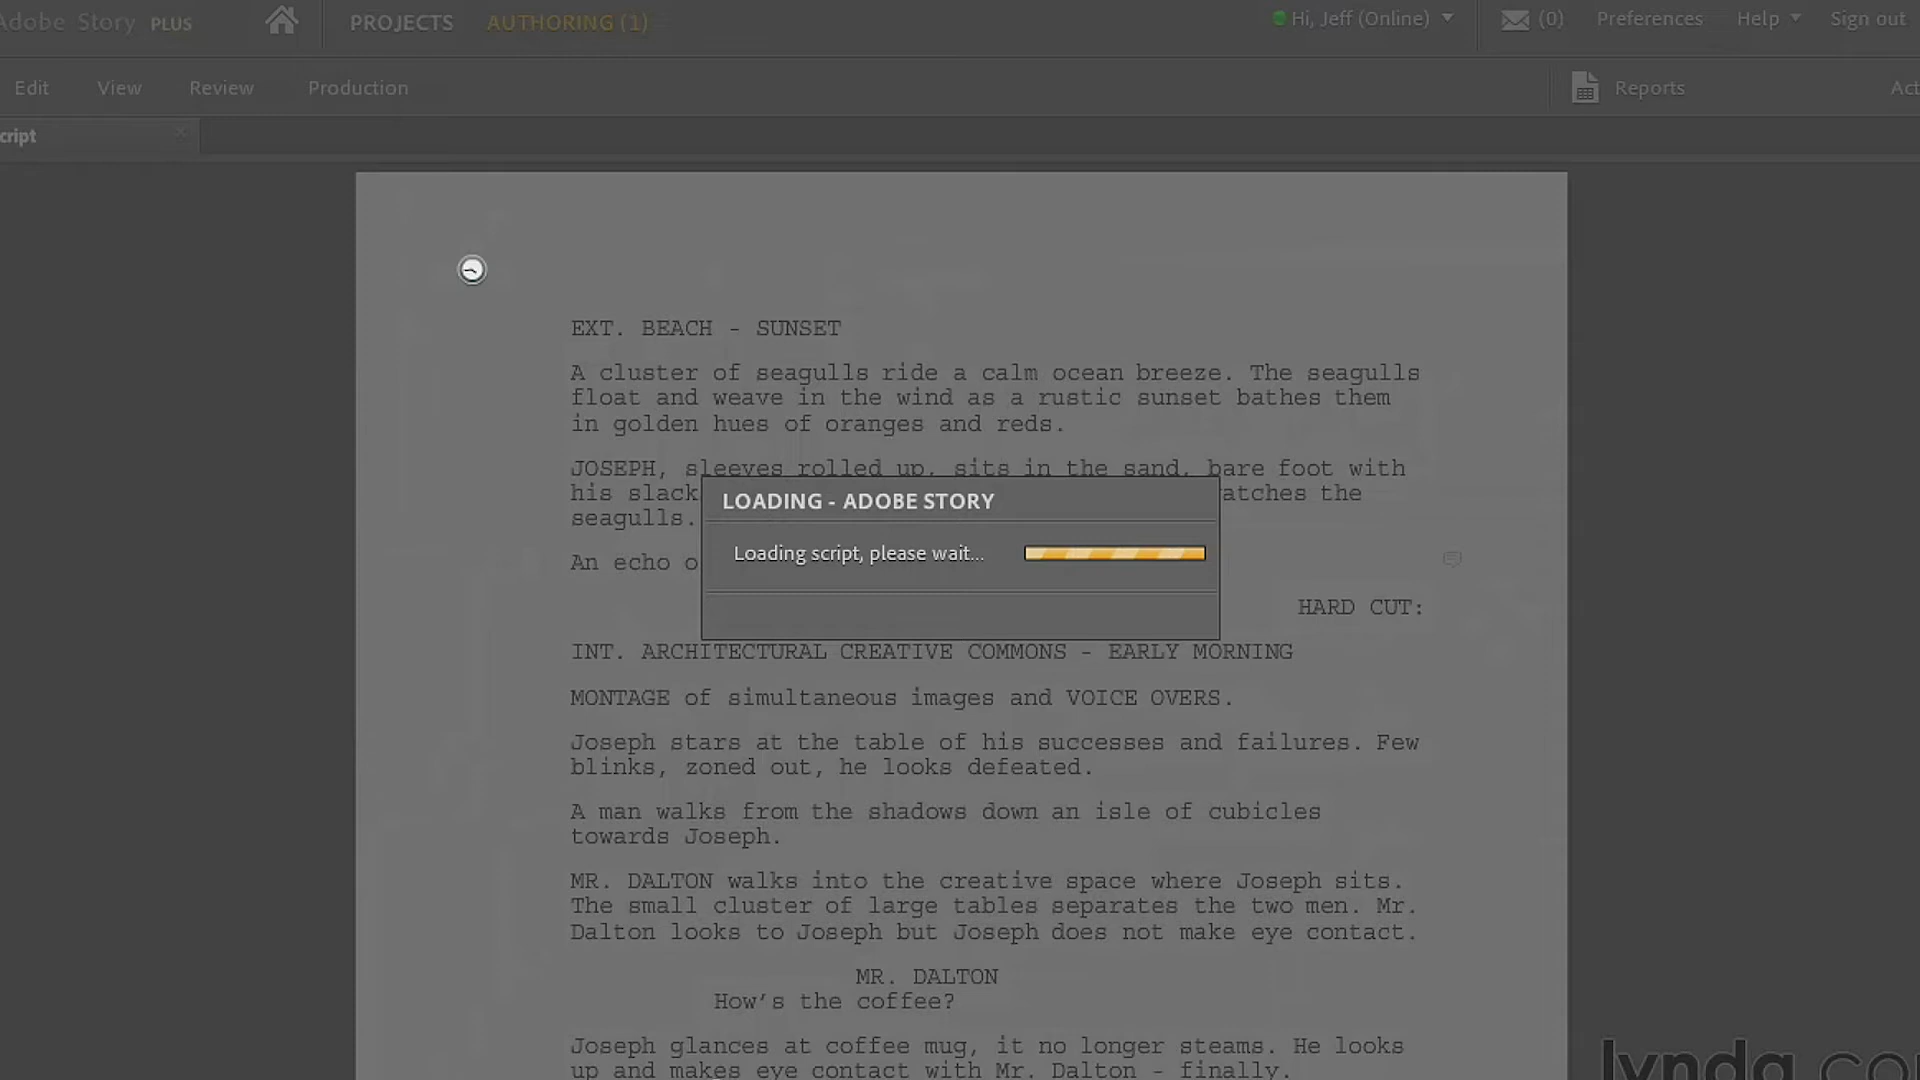 Adobe Story PLUS PROJECTS AUTHORING (1) Hi, Jeff (Online) (0) Preferences Help Sign out
Edit View Review Production Reports Act
cript
EXT. BEACH - SUNSET
A cluster of seagulls ride a calm ocean breeze. The seagulls
float and weave in the wind as a rustic sunset bathes them
in golden hues of oranges and reds.
JOSEPH, sleeves rolled up, sits in the sand, bare foot with
his slack atches the
seagulls.
LOADING - ADOBE STORY
Loading script, please wait...
An echo o
HARD CUT:
INT. ARCHITECTURAL CREATIVE COMMONS - EARLY MORNING
MONTAGE of simultaneous images and VOICE OVERS.
Joseph stars at the table of his successes and failures. Few
blinks, zoned out, he looks defeated.
A man walks from the shadows down an isle of cubicles
towards Joseph.
MR. DALTON walks into the creative space where Joseph sits.
The small cluster of large tables separates the two men. Mr.
Dalton looks to Joseph but Joseph does not make eye contact.
MR. DALTON
How's the coffee?
Joseph glances at coffee mug, it no longer steams. He looks
up and makes eye contact with Mr. Dalton - finally.
lynda.co